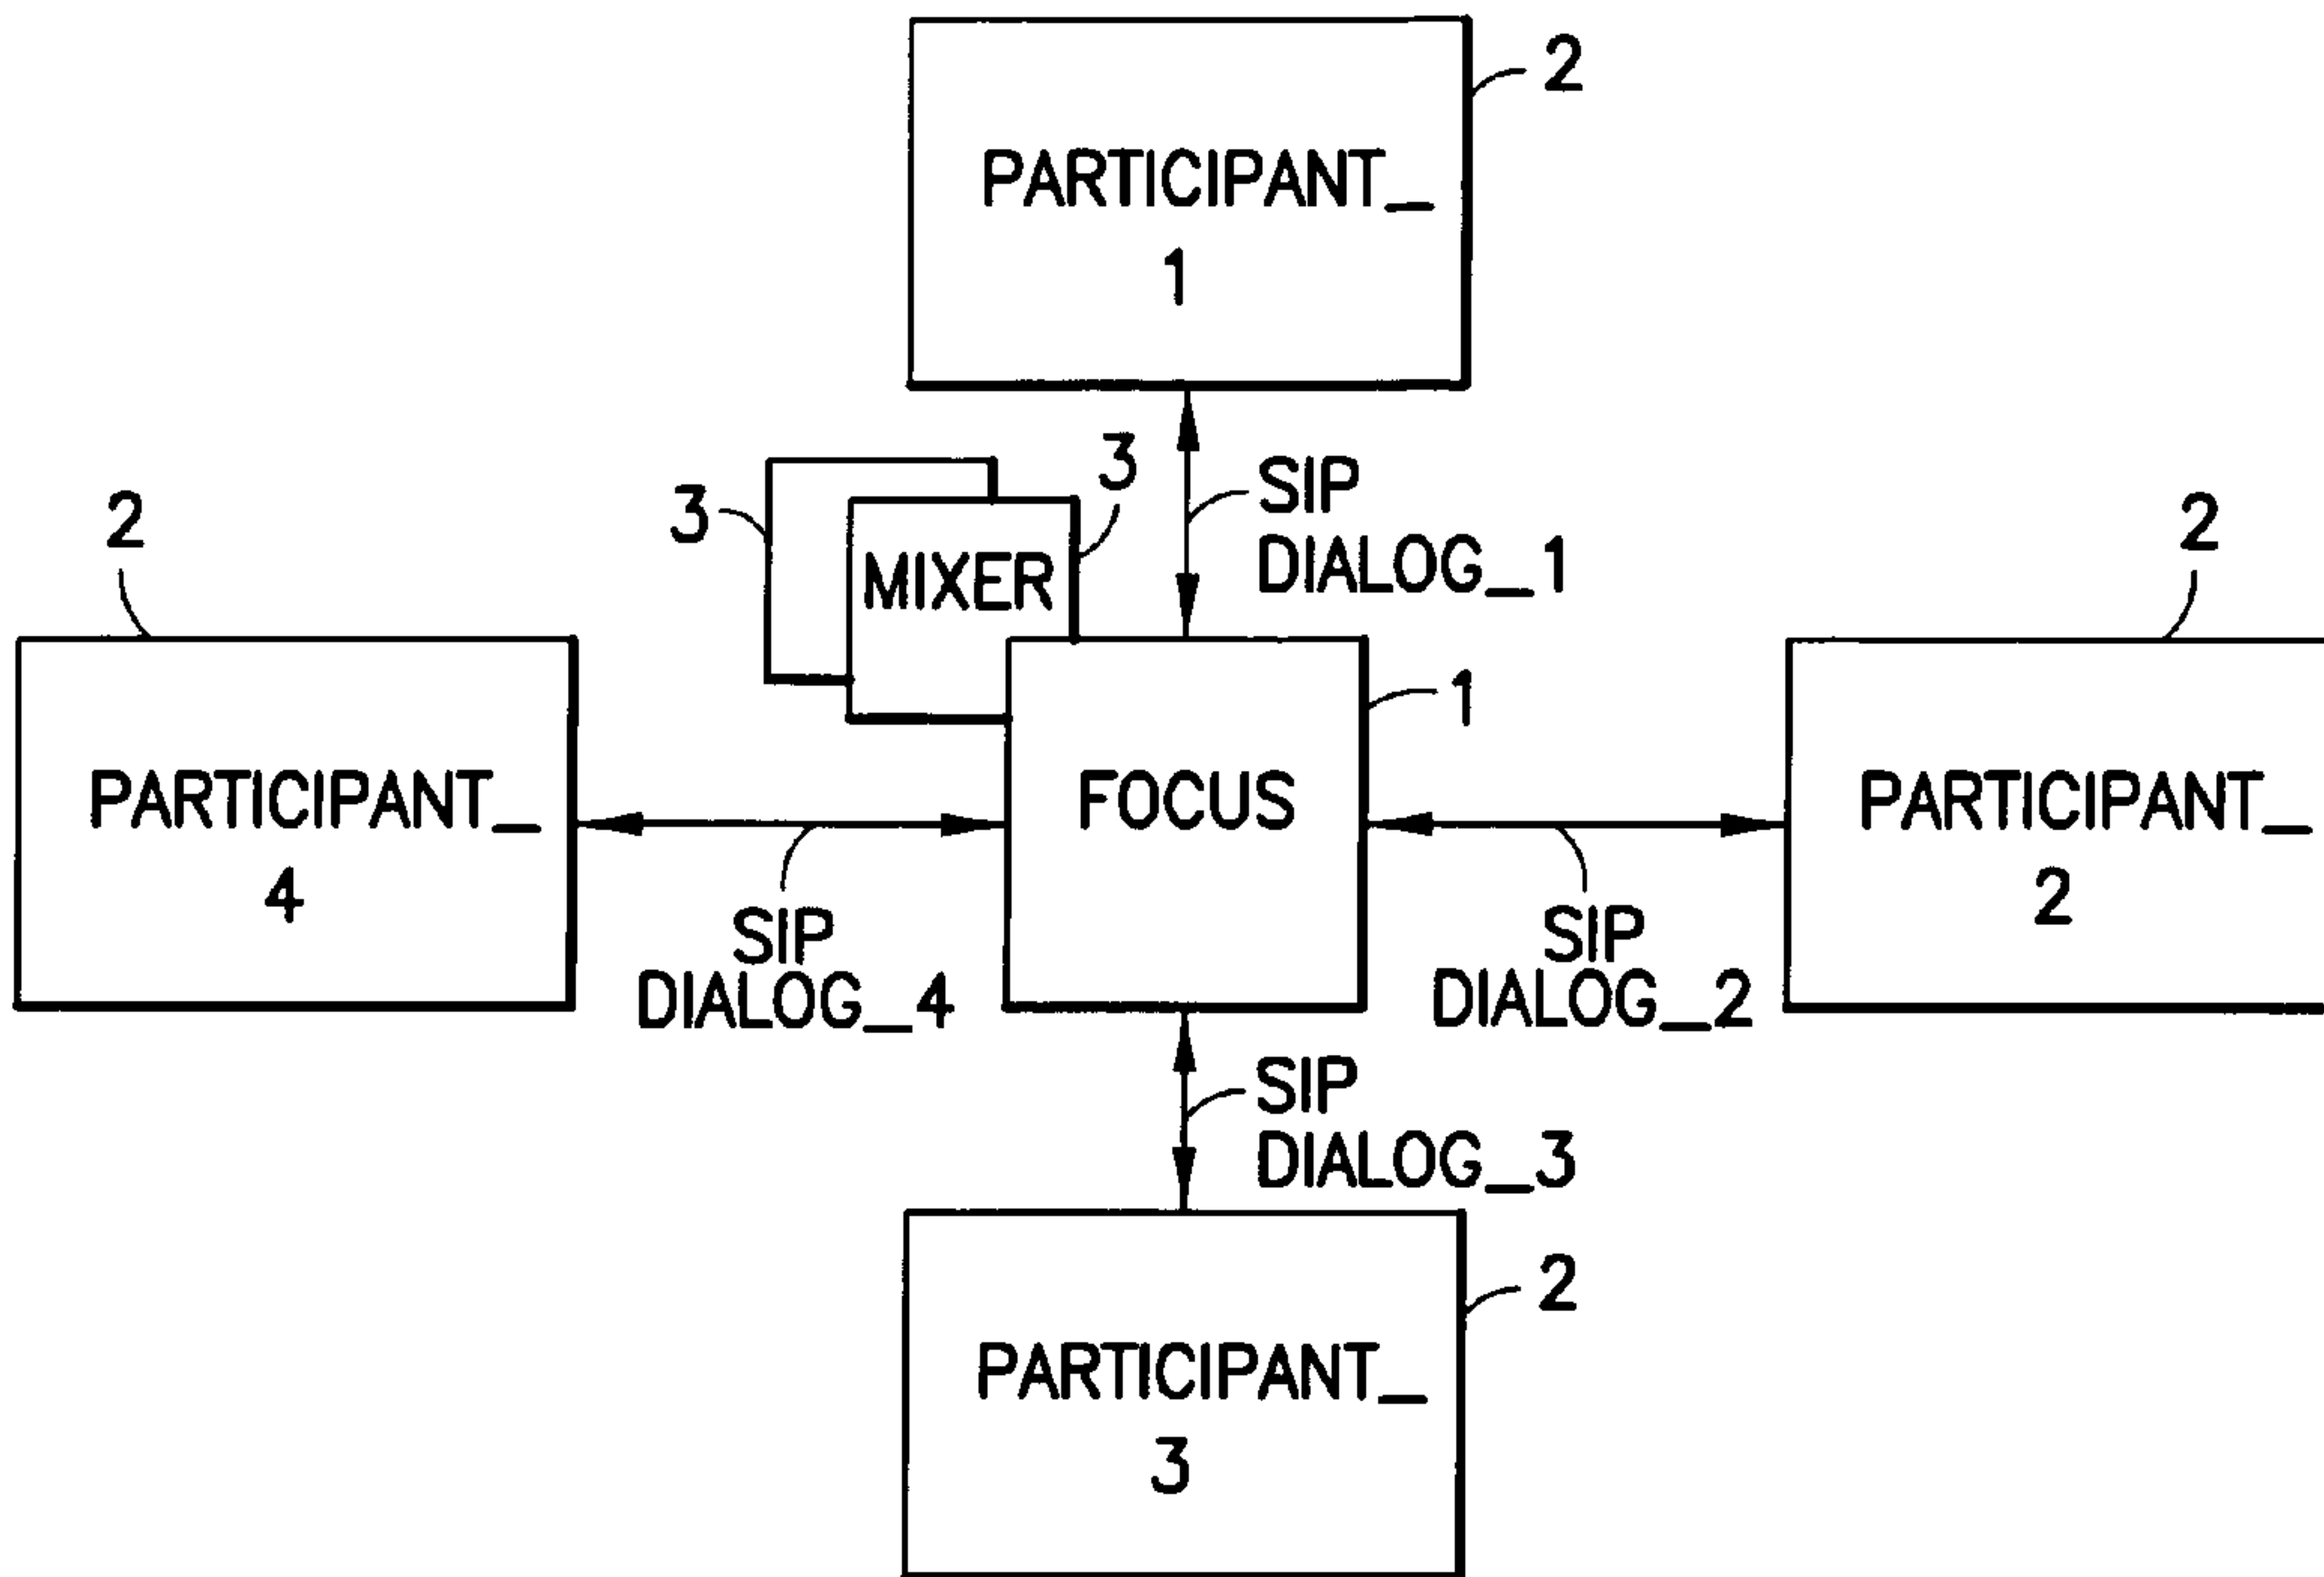 2
PARTICIPANT_
1
3
SIP
3
DIALOG_1
MIXER
2
2
1
PARTICIPANT_
4
FOCUS
PARTICIPANT_
2
SIP
DIALOG_4
SIP
DIALOG_2
SIP
DIALOG_3
2
PARTICIPANT_
3